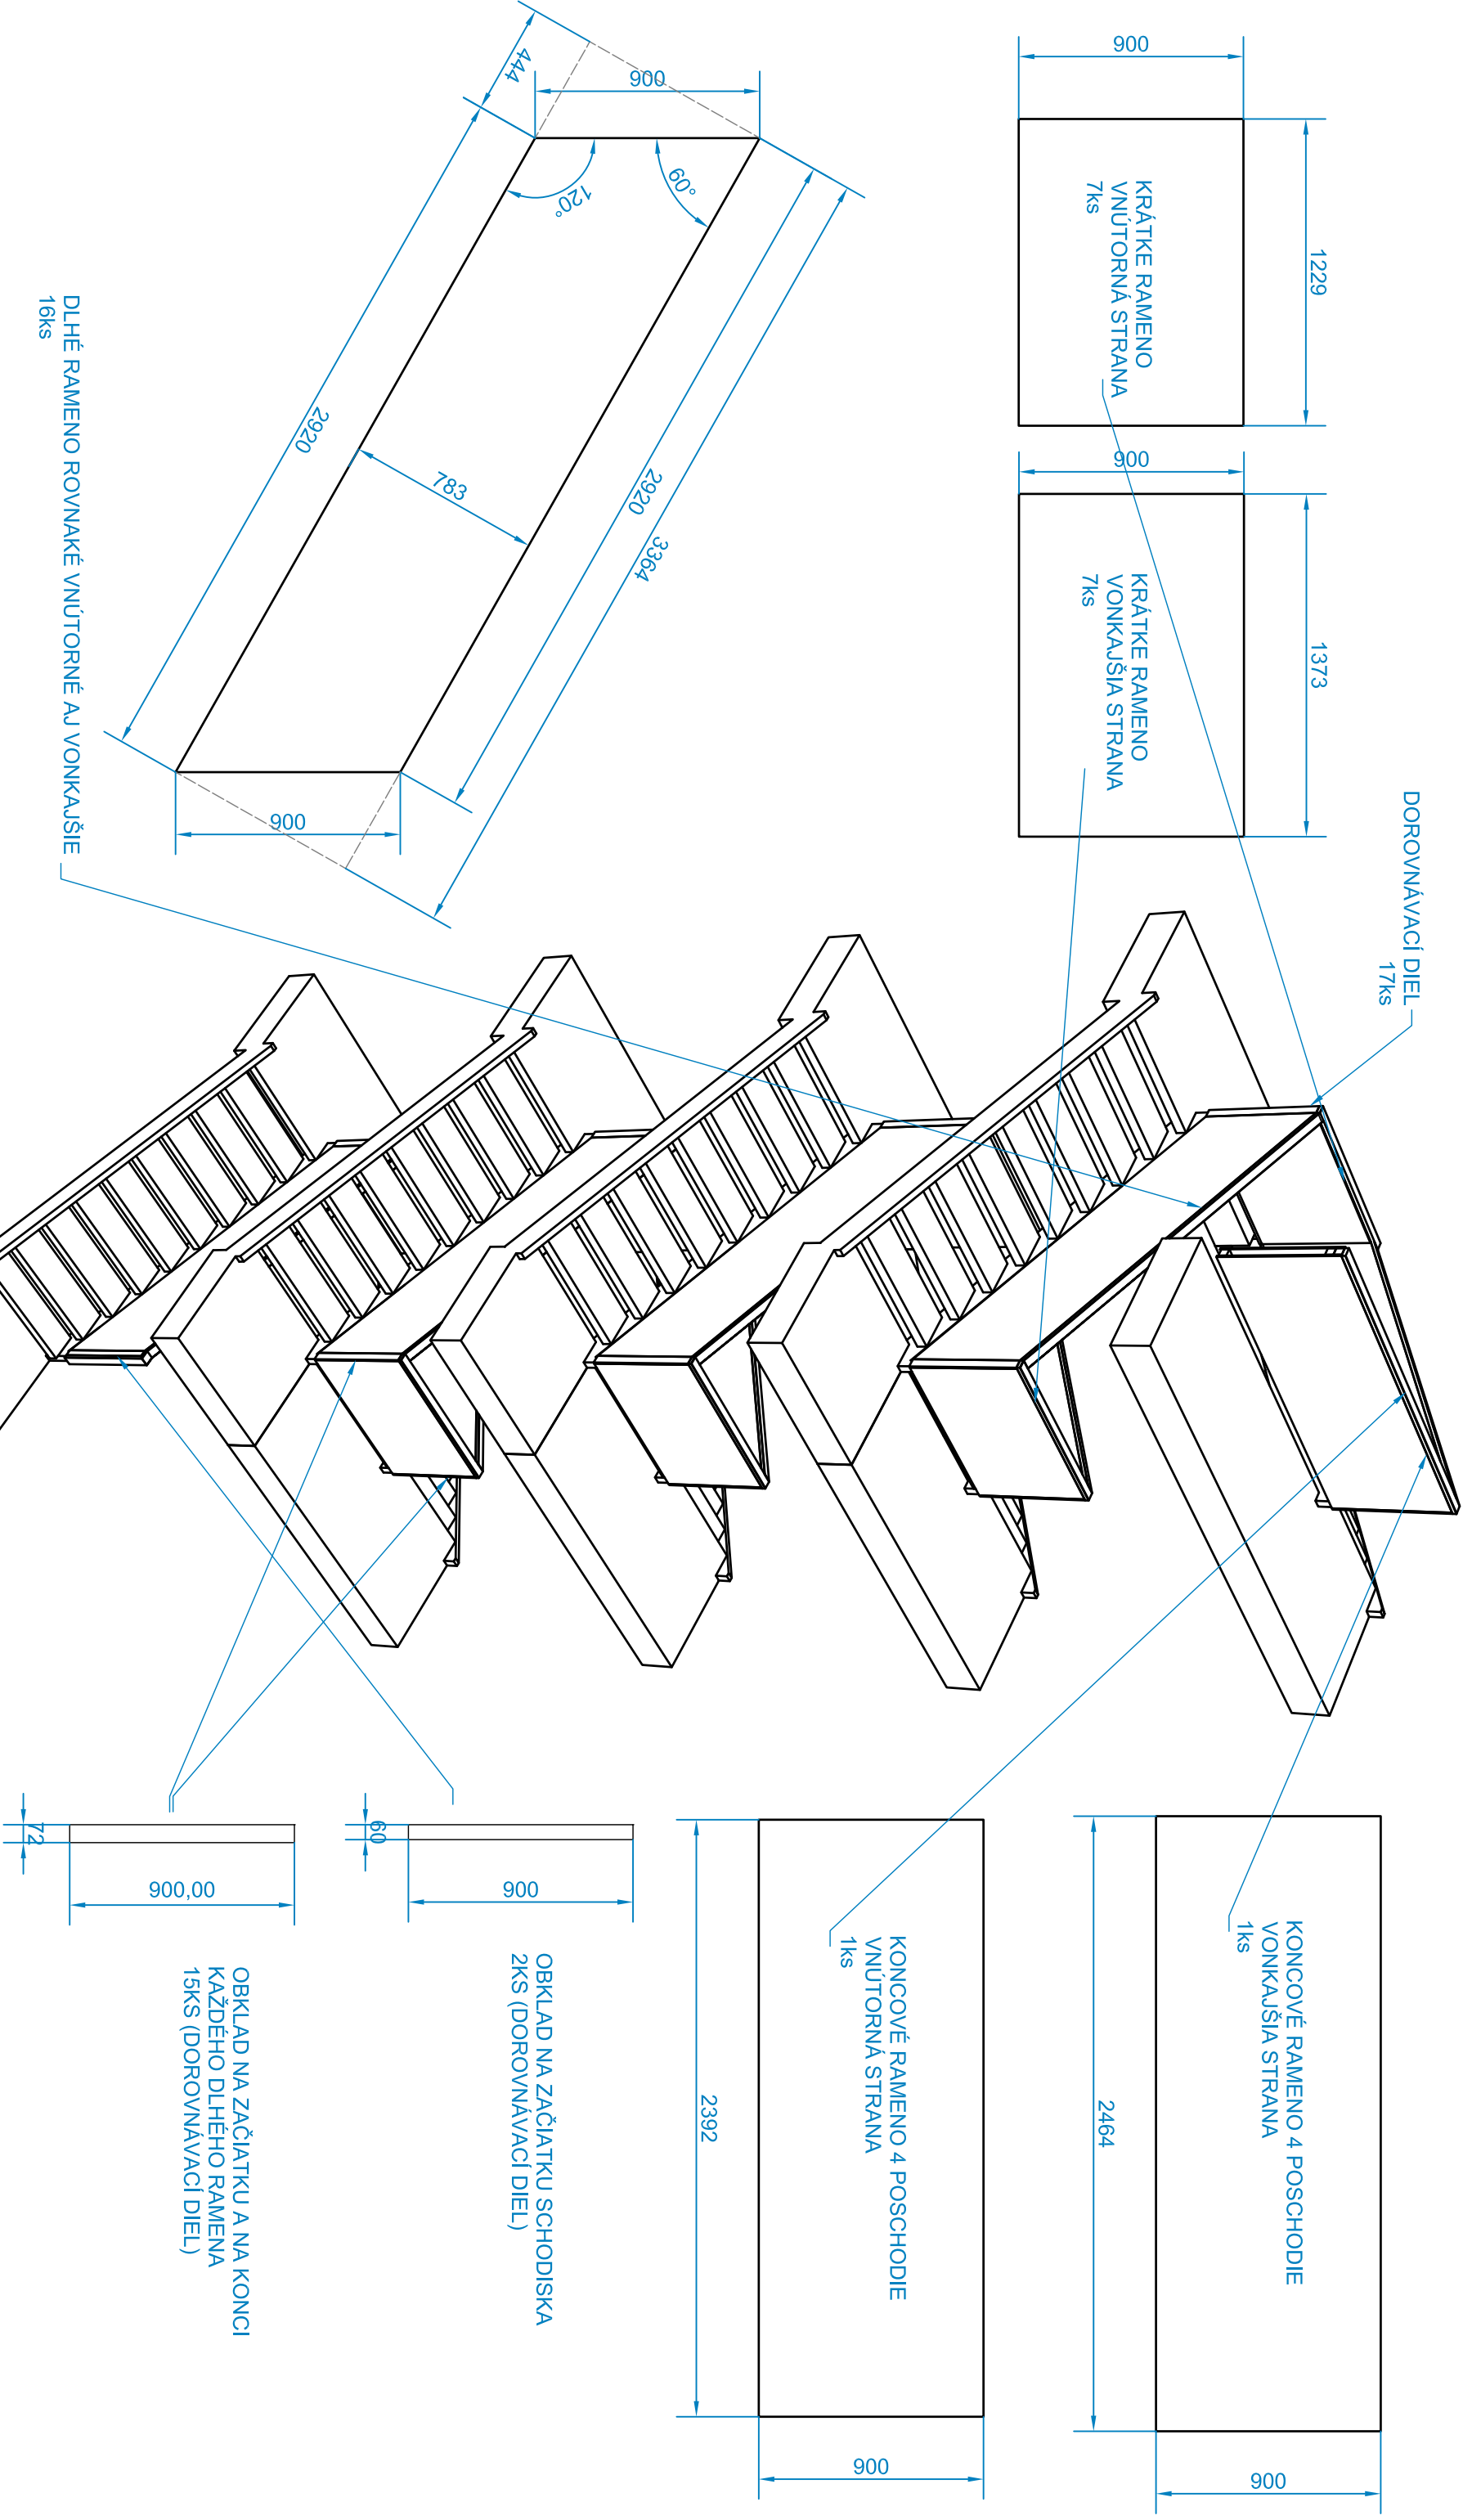 900
1229
KRÁTKE RAMENO
VNÚTORNÁ STRANA
7ks
900
1373
KRÁTKE RAMENO
VONKAJŠIA STRANA
7ks
DOROVNÁVACÍ DIEL
17ks
444
900
60°
120°
2920
783
2920
3364
900
DLHÉ RAMENO ROVNAKÉ VNÚTORNÉ AJ VONKAJŠIE
16ks
KONCOVÉ RAMENO 4 POSCHODIE
VONKAJŠIA STRANA
1ks
2464
900
KONCOVÉ RAMENO 4 POSCHODIE
VNÚTORNÁ STRANA
1ks
2392
900
60
900
OBKLAD NA ZAČIATKU SCHODISKA
2KS (DOROVNÁVACÍ DIEL)
72
900,00
OBKLAD NA ZAČIATKU A NA KONCI
KAŽDÉHO DLHÉHO RAMENA
15KS (DOROVNÁVACÍ DIEL)